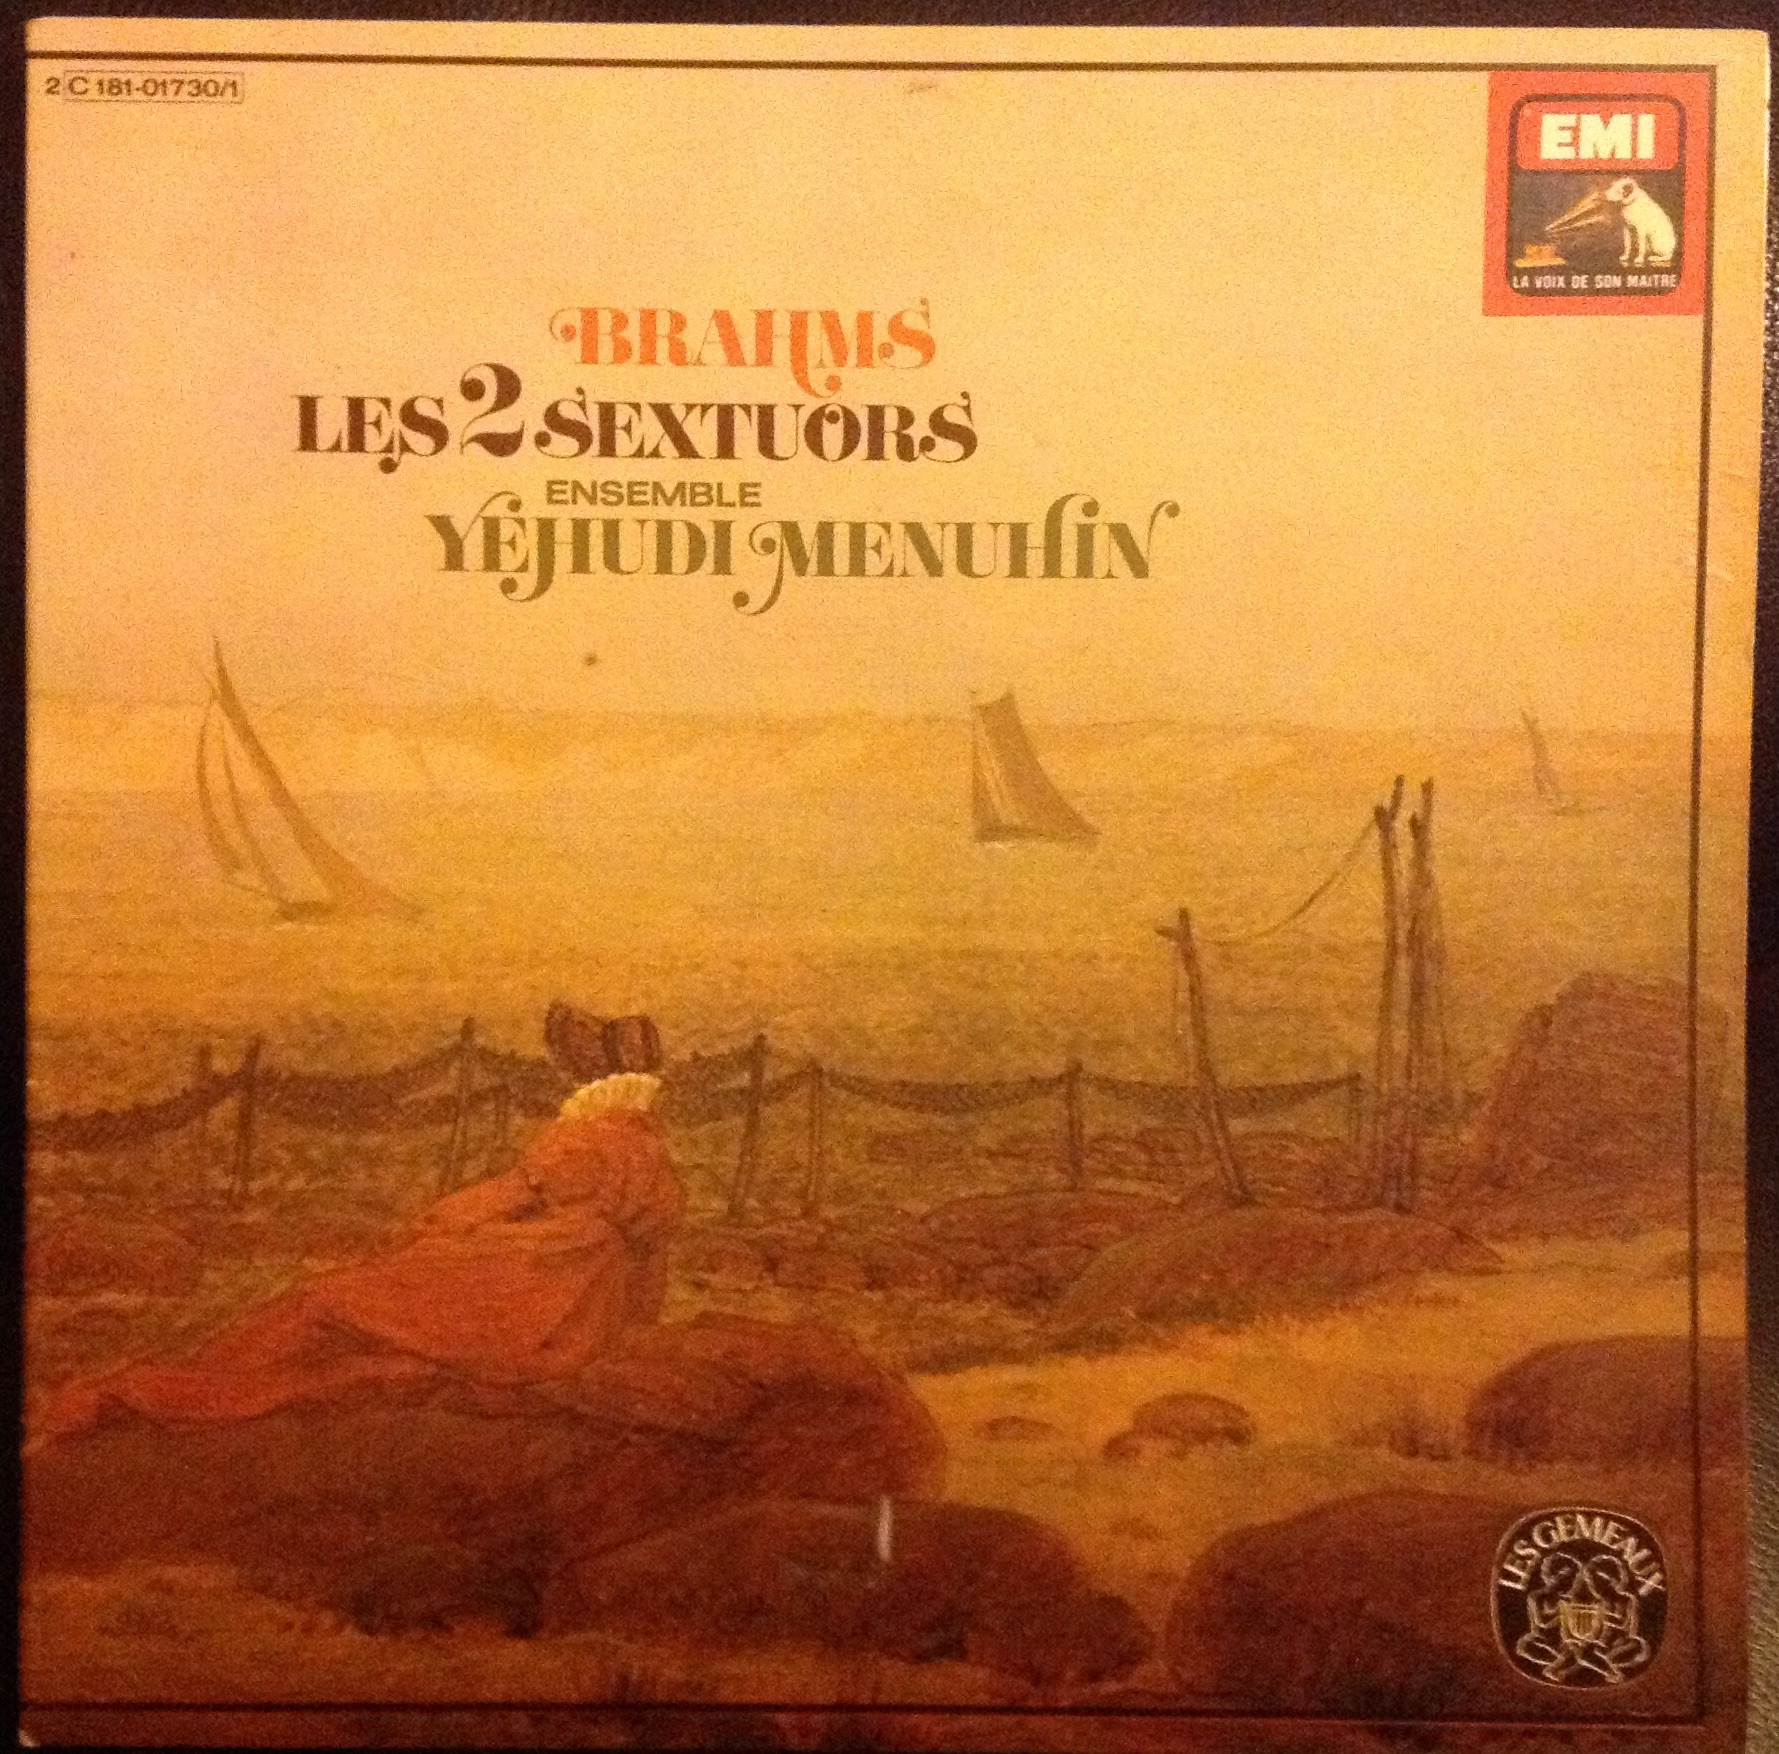 2 C 181-01730/1
EMI
LA VOIX DE SON MAITRE
BRAHMS
LES 2 SEXTUORS
ENSEMBLE
YEHUDI MENUHIN
LES GEMEAUX